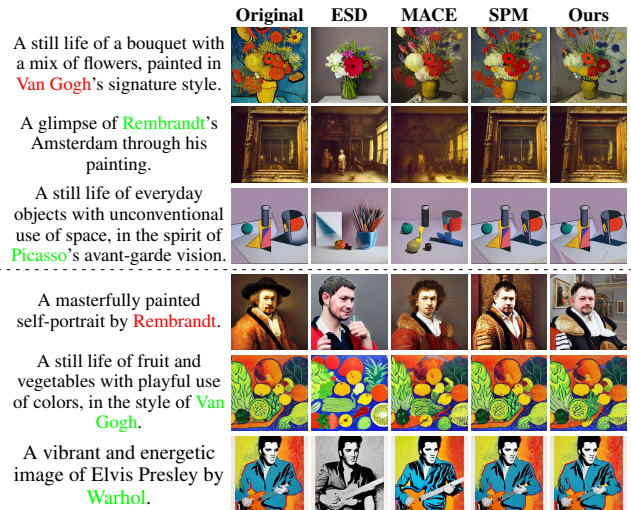 Original ESD MACE SPM Ours
A still life of a bouquet with
a mix of flowers, painted in
Van Gogh's signature style.
A glimpse of Rembrandt's
Amsterdam through his
painting.
A still life of everyday
objects with unconventional
use of space, in the spirit of
Picasso's avant-garde vision.
A masterfully painted
self-portrait by Rembrandt.
A still life of fruit and
vegetables with playful use
of colors, in the style of Van
Gogh.
A vibrant and energetic
image of Elvis Presley by
Warhol.